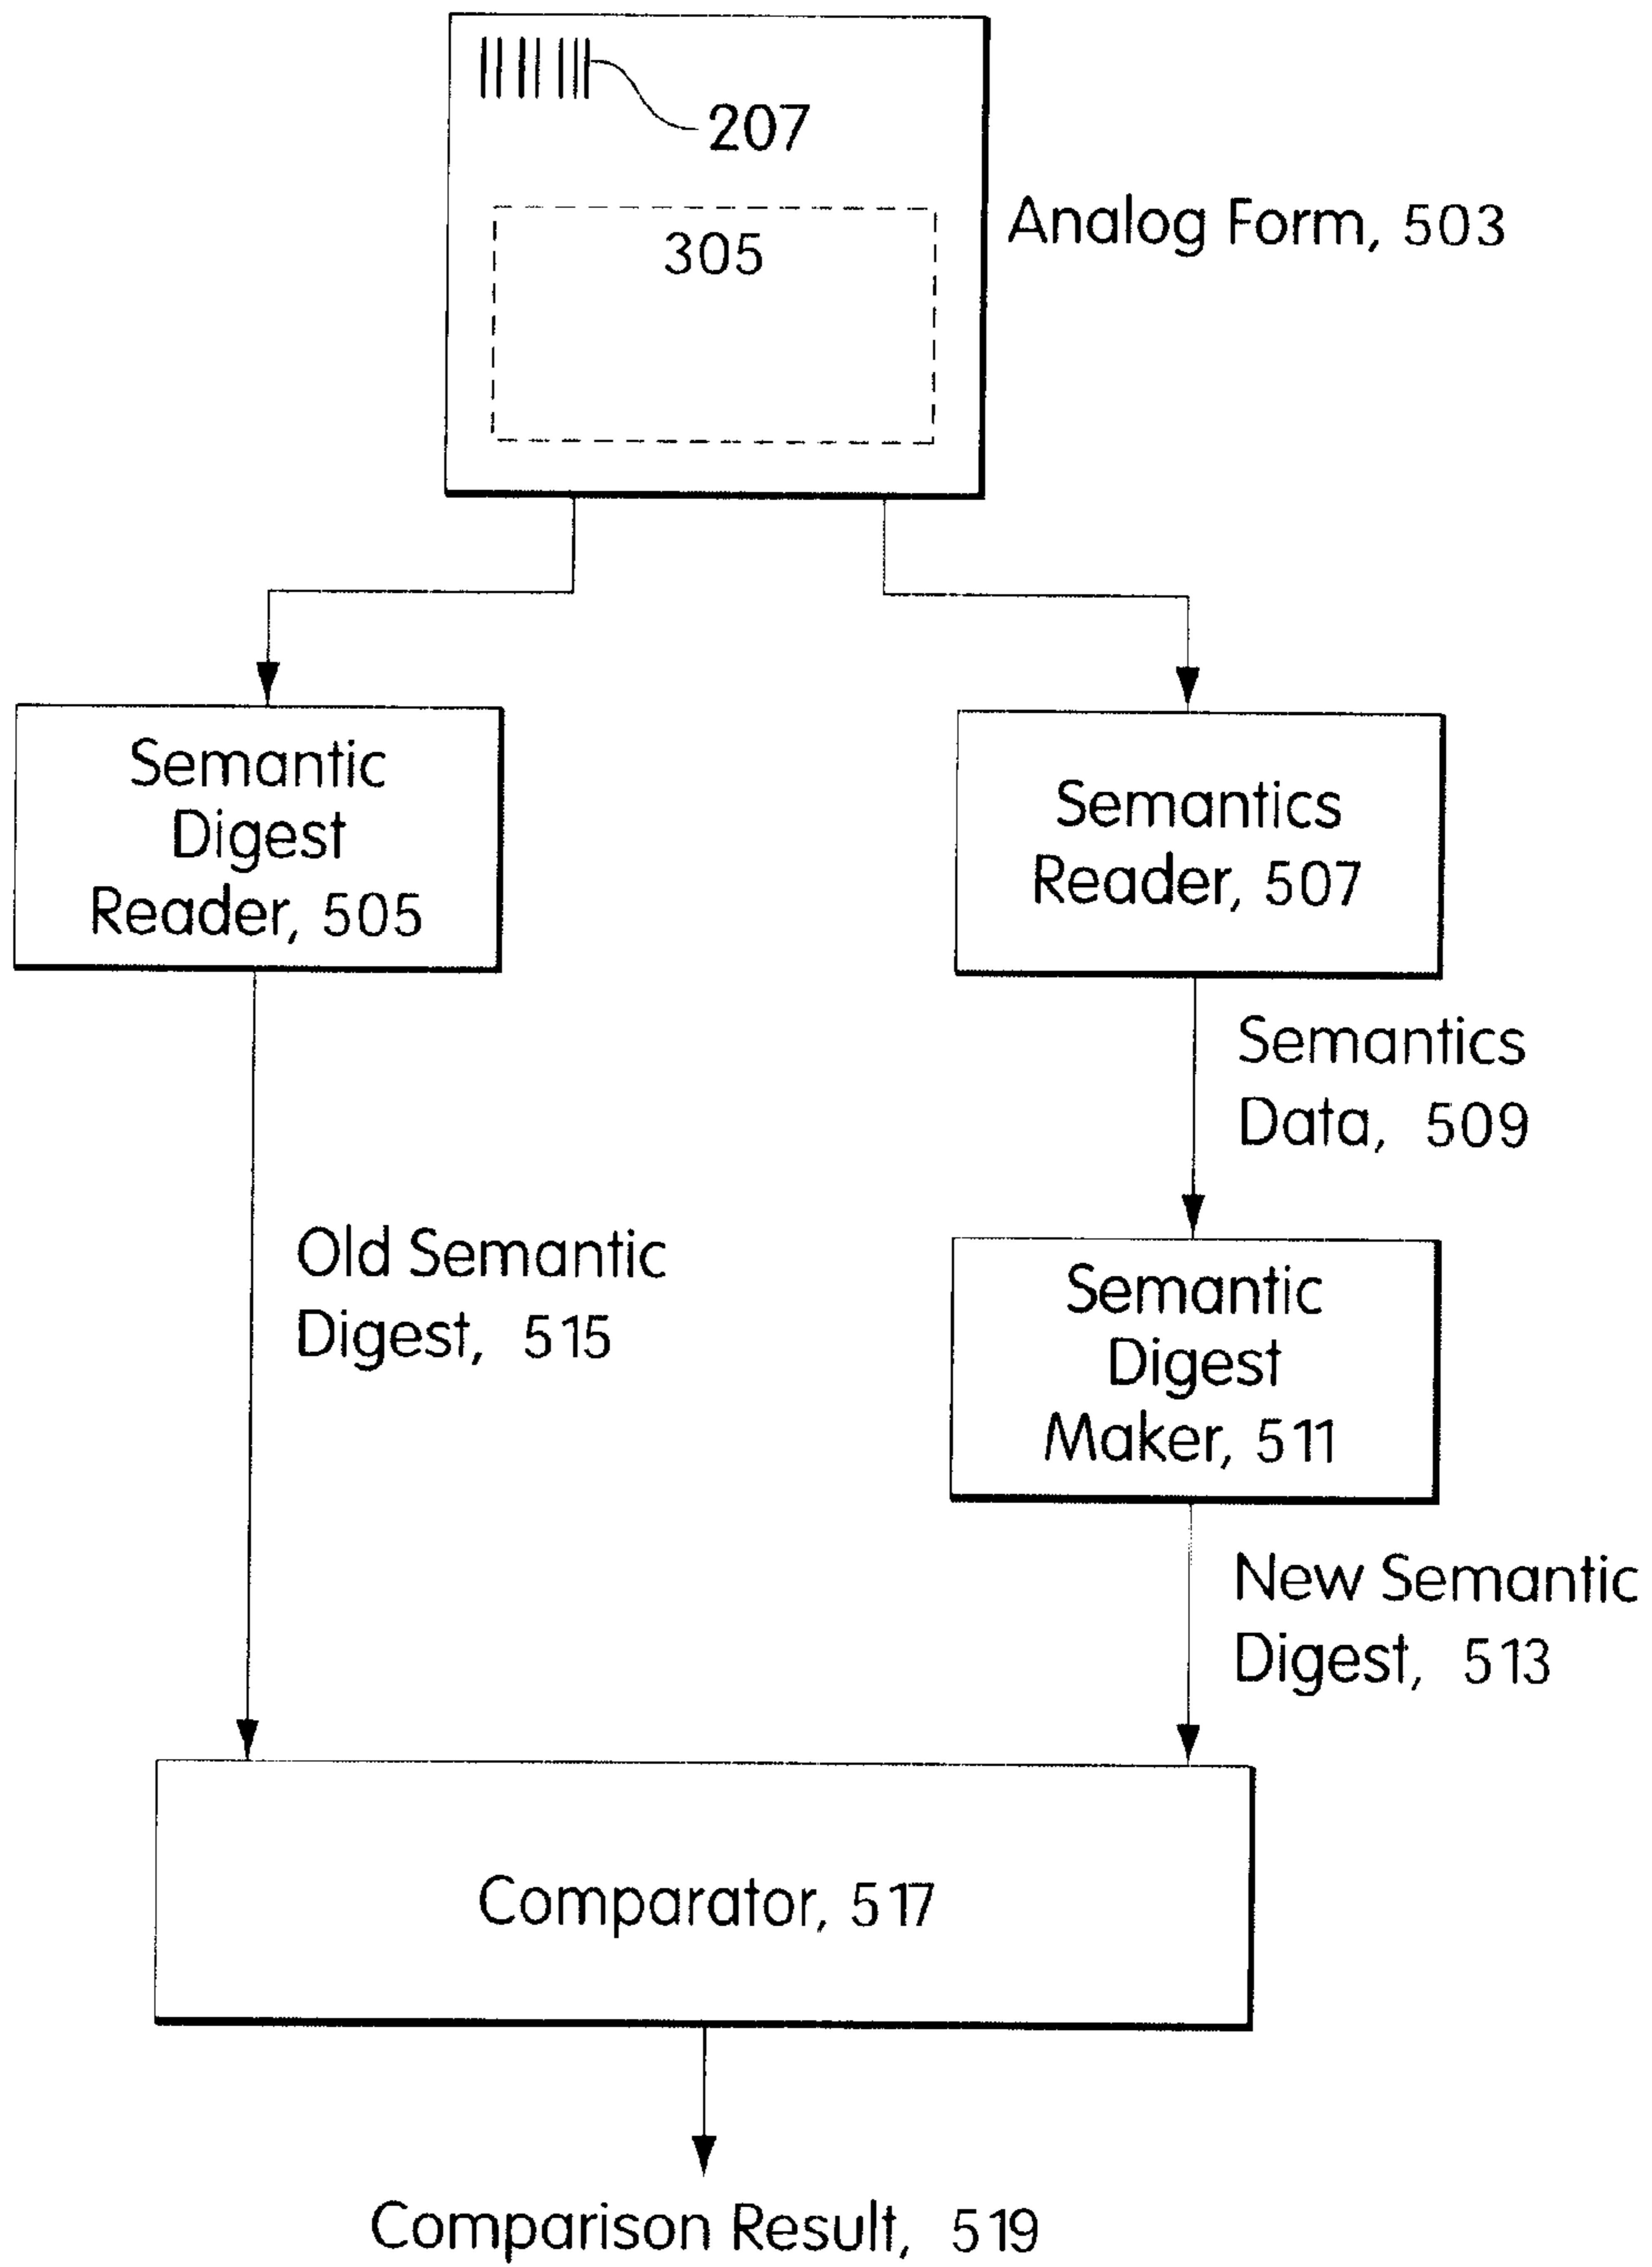 207
305
Analog Form, 503
Semantic
Digest
Reader, 505
Semantics
Reader, 507
Semantics
Data, 509
Old Semantic
Digest, 515
Semantic
Digest
Maker, 511
New Semantic
Digest, 513
Comparator, 517
Comparison Result, 519